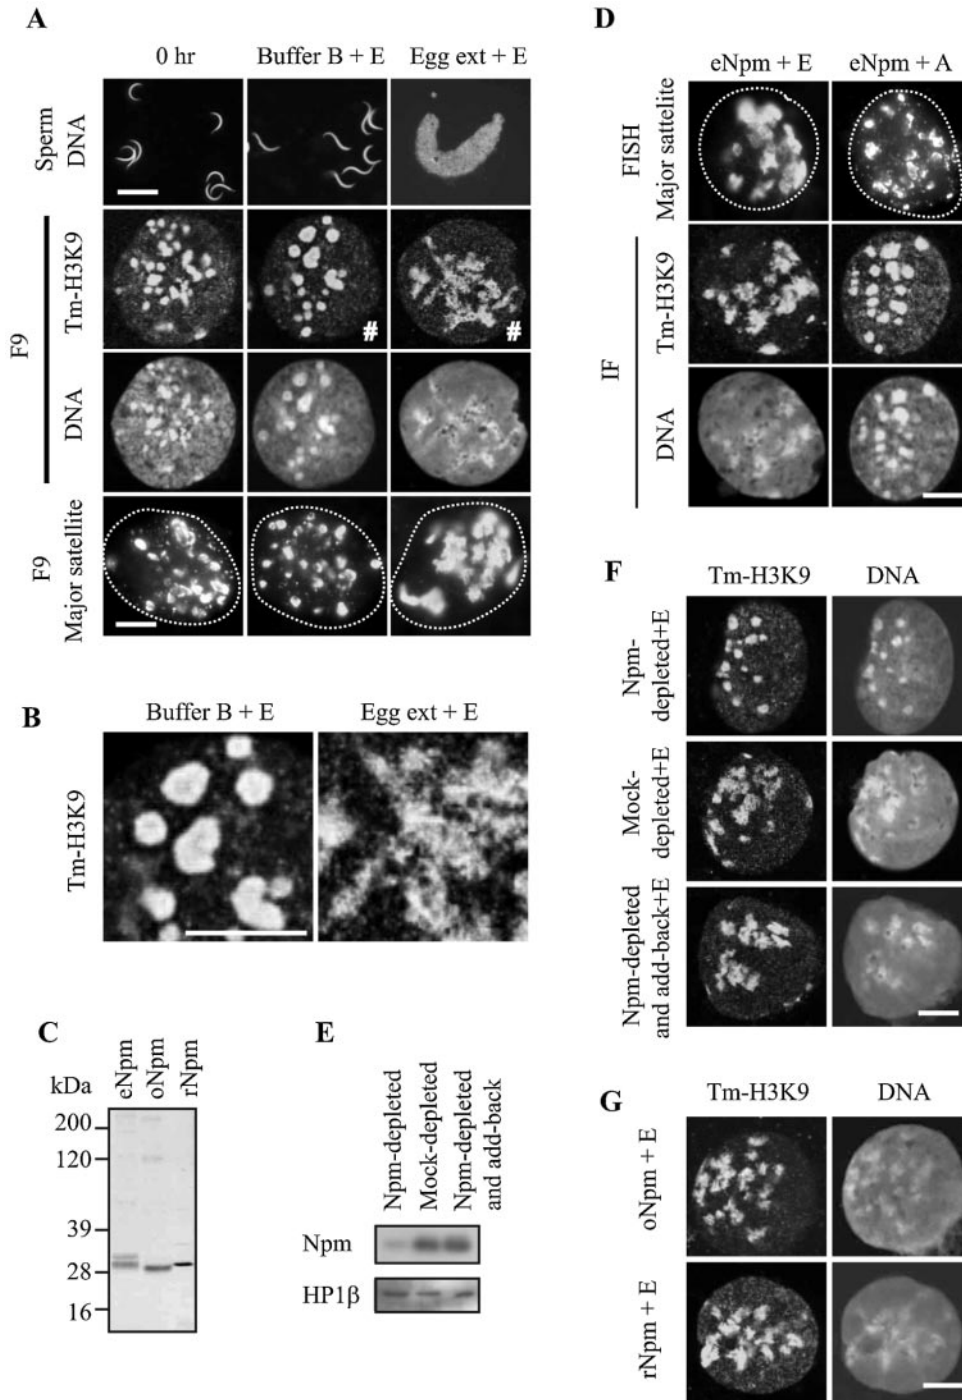 A
0 hr
Buffer B + E
Egg ext + E
Sperm
DNA
F9
Tm-H3K9
#
#
DNA
F9
Major satellite
B
Buffer B + E
Egg ext + E
Tm-H3K9
C
kDa
eNpm
oNpm
rNpm
200
120
39
28
16
D
eNpm + E
eNpm + A
FISH
Major sattelite
IF
Tm-H3K9
DNA
E
Npm-depleted
Mock-depleted
Npm-depleted
and add-back
Npm
HP1β
F
Tm-H3K9
DNA
Npm-
depleted+E
Mock-
depleted+E
Npm-depleted
and add-back+E
G
Tm-H3K9
DNA
oNpm + E
rNpm + E